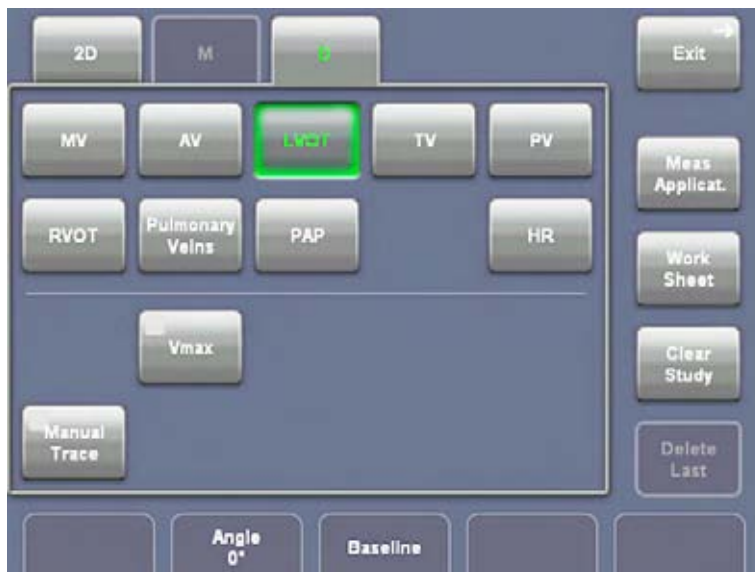 2D
M
D
Exit
MV
AV
LVOT
TV
PV
Meas
Applicat.
RVOT
Pulmonary
Veins
PAP
HR
Work
Sheet
Vmax
Clear
Study
Manual
Trace
Delete
Last
Angle
0°
Baseline